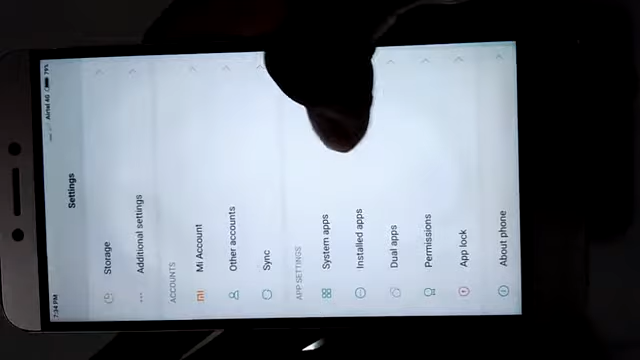 7:34 PM
Airtel 4G 79%
Settings
Storage
Additional settings
ACCOUNTS
Mi Account
Other accounts
Sync
APP SETTINGS
System apps
Installed apps
Dual apps
Permissions
App lock
About phone